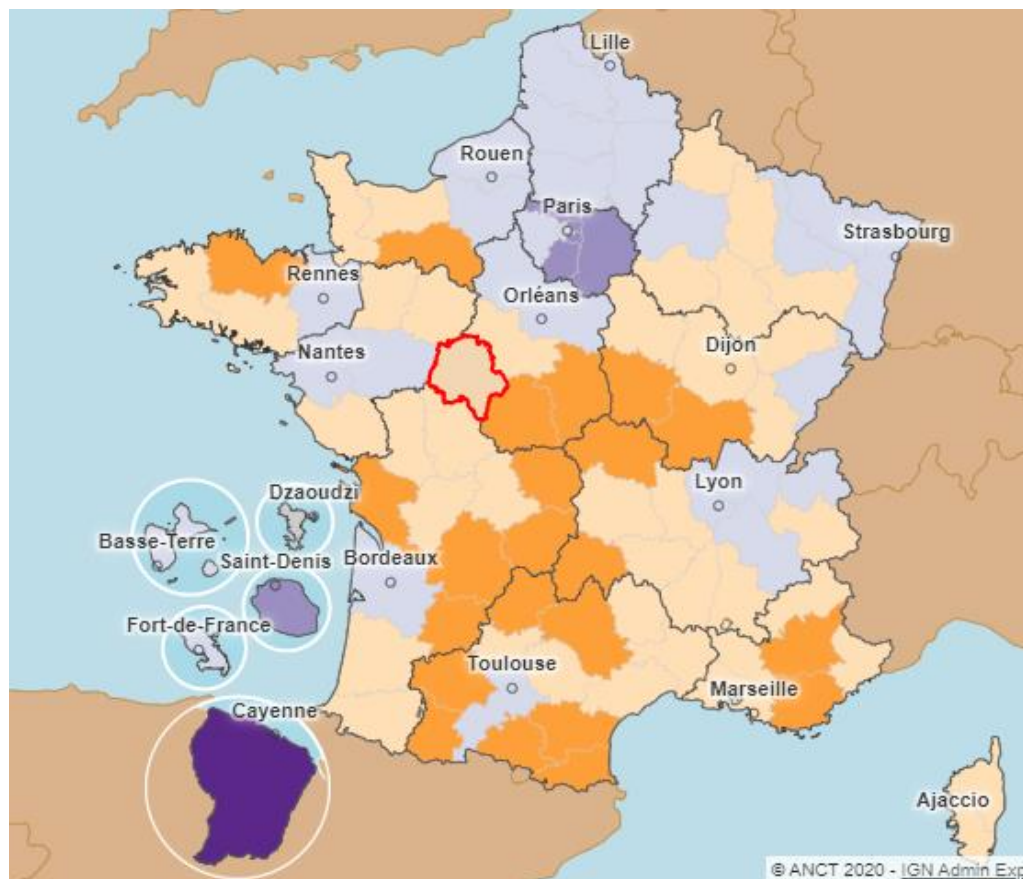 Lille
Rouen
Paris
Strasbourg
Rennes
Orléans
Nantes
Dijon
Lyon
Dzaoudzi
Basse-Terre
Saint-Denis
Bordeaux
Fort-de-France
Toulouse
Marseille
Cayenne
Ajaccio
© ANCT 2020 - IGN Admin Exp